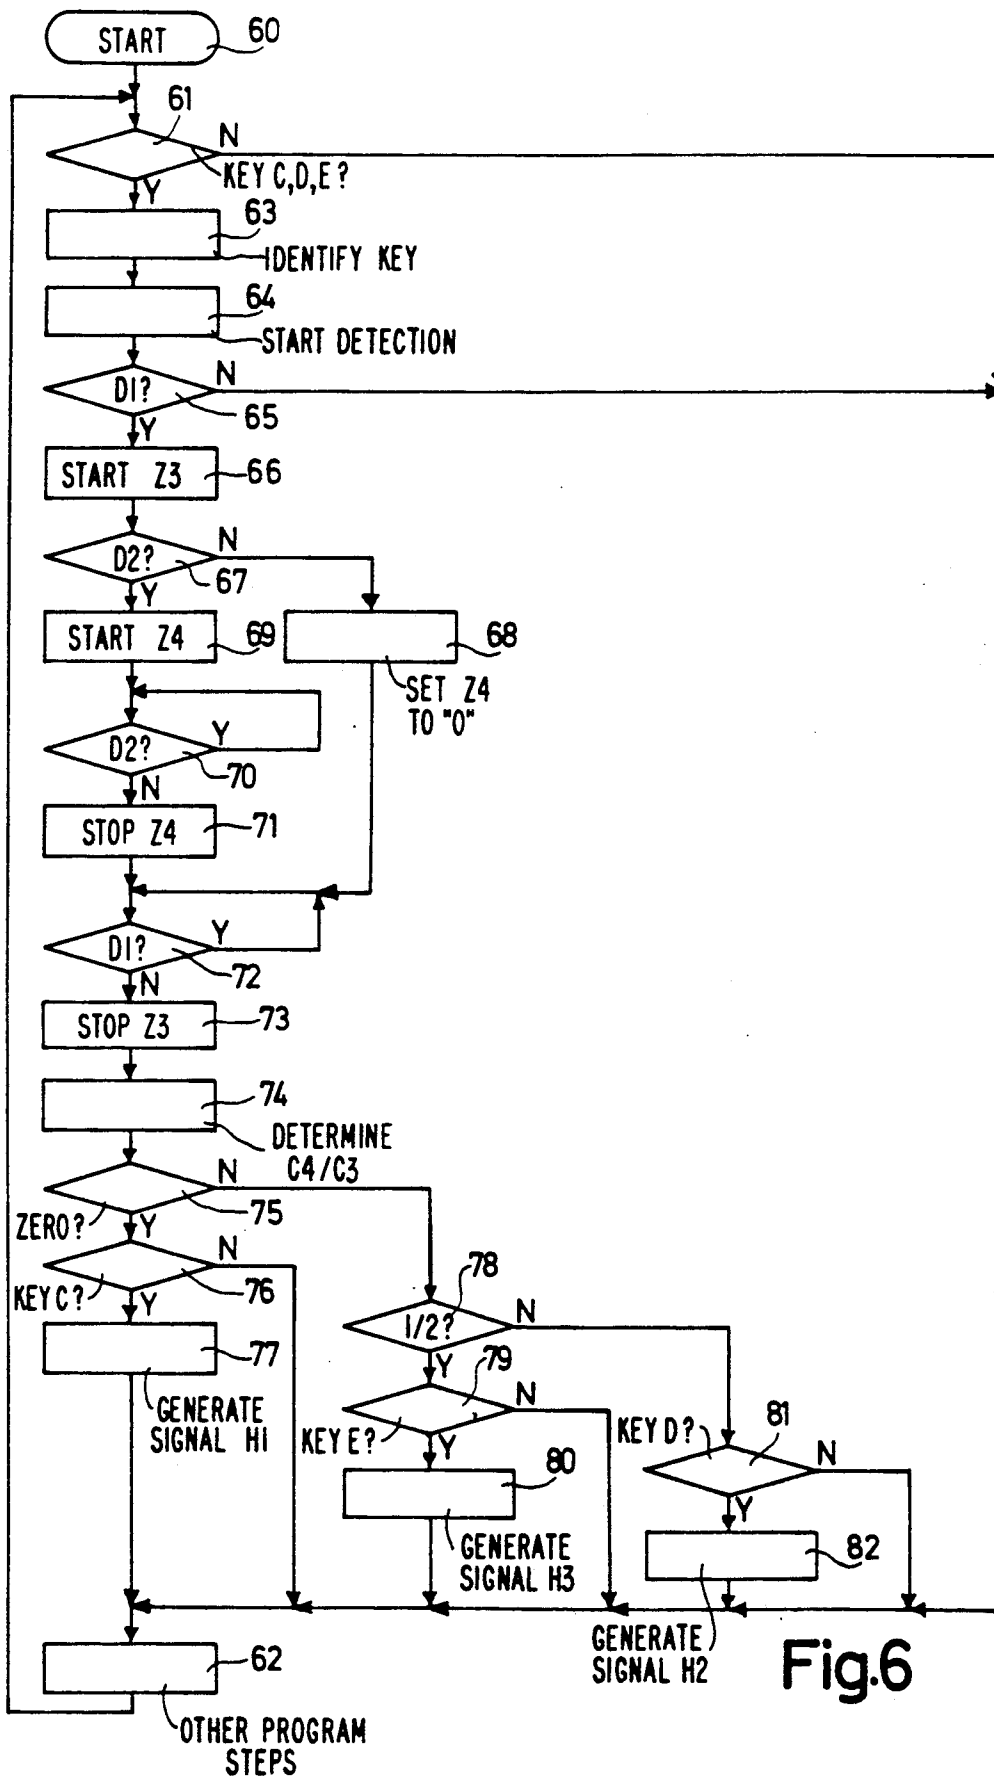 START
60
61
N
KEY C,D,E?
Y
63
IDENTIFY KEY
64
START DETECTION
D1?
N
65
Y
START Z3
66
D2?
N
67
Y
START Z4
69
68
SET Z4
TO "0"
D2?
Y
70
N
STOP Z4
71
D1?
Y
72
N
STOP Z3
73
74
DETERMINE
C4/C3
N
75
ZERO?
Y
N
KEY C?
76
Y
77
GENERATE
SIGNAL H1
78
1/2?
N
Y
79
N
KEY E?
Y
80
GENERATE
SIGNAL H3
KEY D?
81
N
Y
82
GENERATE
SIGNAL H2
62
OTHER PROGRAM
STEPS
Fig.6